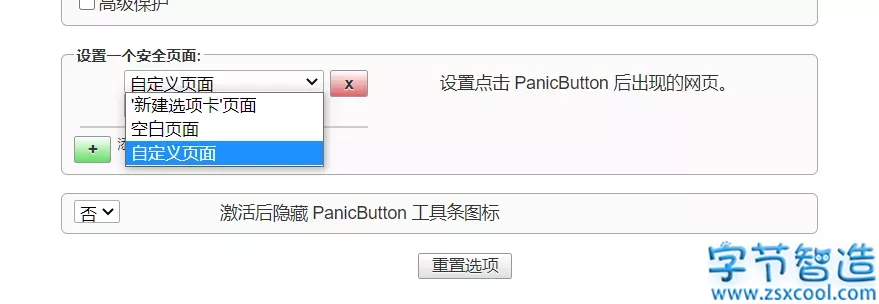 高级保护
设置一个安全页面:
自定义页面
x
设置点击 PanicButton 后出现的网页。
'新建选项卡'页面
空白页面
自定义页面
+
否
激活后隐藏 PanicButton 工具条图标
重置选项
字节智造
www.zsxcool.com